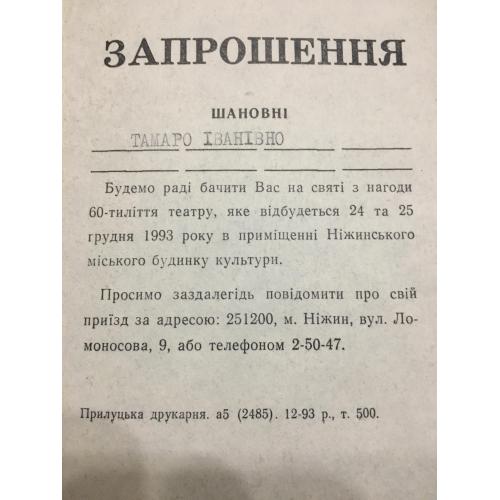 ЗАПРОШЕННЯ
ШАНОВНІ
ТАМАРО ІВАНІВНО
Будемо раді бачити Вас на святі з нагоди
60-тиліття театру, яке відбудеться 24 та 25
грудня 1993 року в приміщенні Ніжинського
міського будинку культури.
Просимо заздалегідь повідомити про свій
приїзд за адресою: 251200, м. Ніжин, вул. Ло-
моносова, 9, або телефоном 2-50-47.
Прилуцька друкарня. а5 (2485). 12-93 р., т. 500.